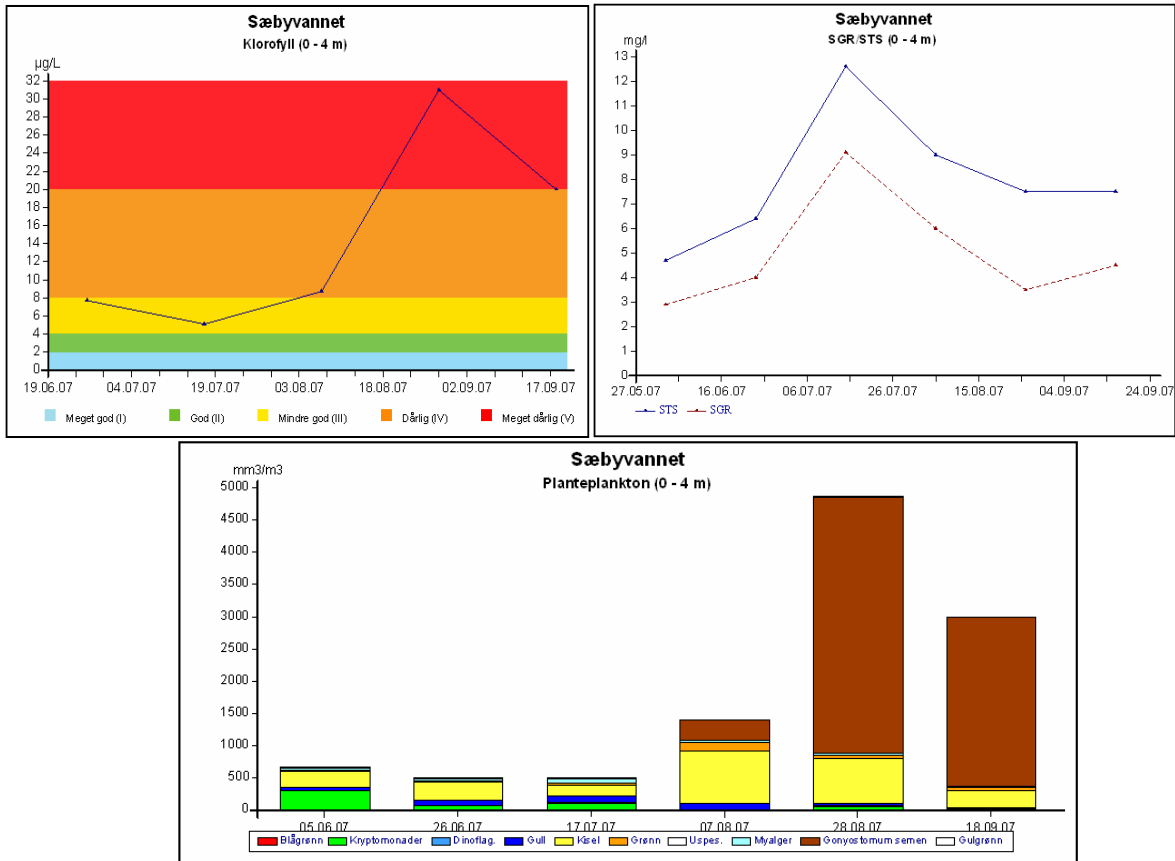 Sæbyvannet
Klorofyll (0 - 4 m)
µg/L
32
30
28
26
24
22
20
18
16
14
12
10
8
6
4
2
0
19.06.07 04.07.07 19.07.07 03.08.07 18.08.07 02.09.07 17.09.07
Meget god (I) God (II) Mindre god (III) Dårlig (IV) Meget dårlig (V)
Sæbyvannet
SGR/STS (0 - 4 m)
mg/l
13
12
11
10
9
8
7
6
5
4
3
2
1
0
27.05.07 16.06.07 06.07.07 26.07.07 15.08.07 04.09.07 24.09.07
STS SGR
Sæbyvannet
Planteplankton (0 - 4 m)
mm3/m3
5000
4500
4000
3500
3000
2500
2000
1500
1000
500
0
05.06.07 26.06.07 17.07.07 07.08.07 28.08.07 18.09.07
Blågrønn Kryptomonader Dinoflag. Gull Kisel Grønn Uspes. Myalger Gonyostomum semen Gulgrønn